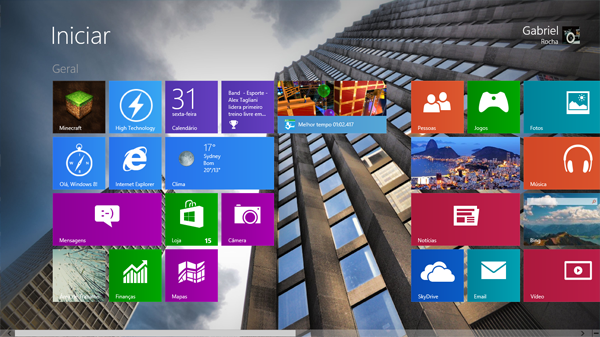 Iniciar
Gabriel
Rocha
Geral
Minecraft
High Technology
31
sexta-feira
Calendário
Band - Esporte -
Alex Tagliani
lidera primeiro
treino livre em...
Melhor tempo 01:02.417
Pessoas
Jogos
Fotos
Olá, Windows 8!
Internet Explorer
17°
Sydney
Bom
20°/13°
Clima
Música
Mensagens
Loja
15
Câmera
Notícias
Finanças
Mapas
SkyDrive
Email
Vídeo